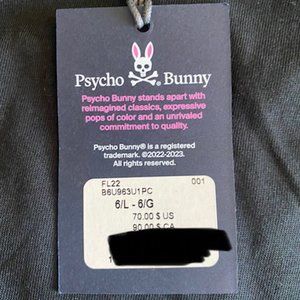 Psycho Bunny
Psycho Bunny stands apart with
reimagined classics, expressive
pops of color and an unrivaled
commitment to quality.
Psycho Bunny® is a registered
trademark. ©2022-2023.
All rights reserved.
FL22 001
B6U963U1PC
6/L - 6/G
70.00 $ US
90.00 $ CA